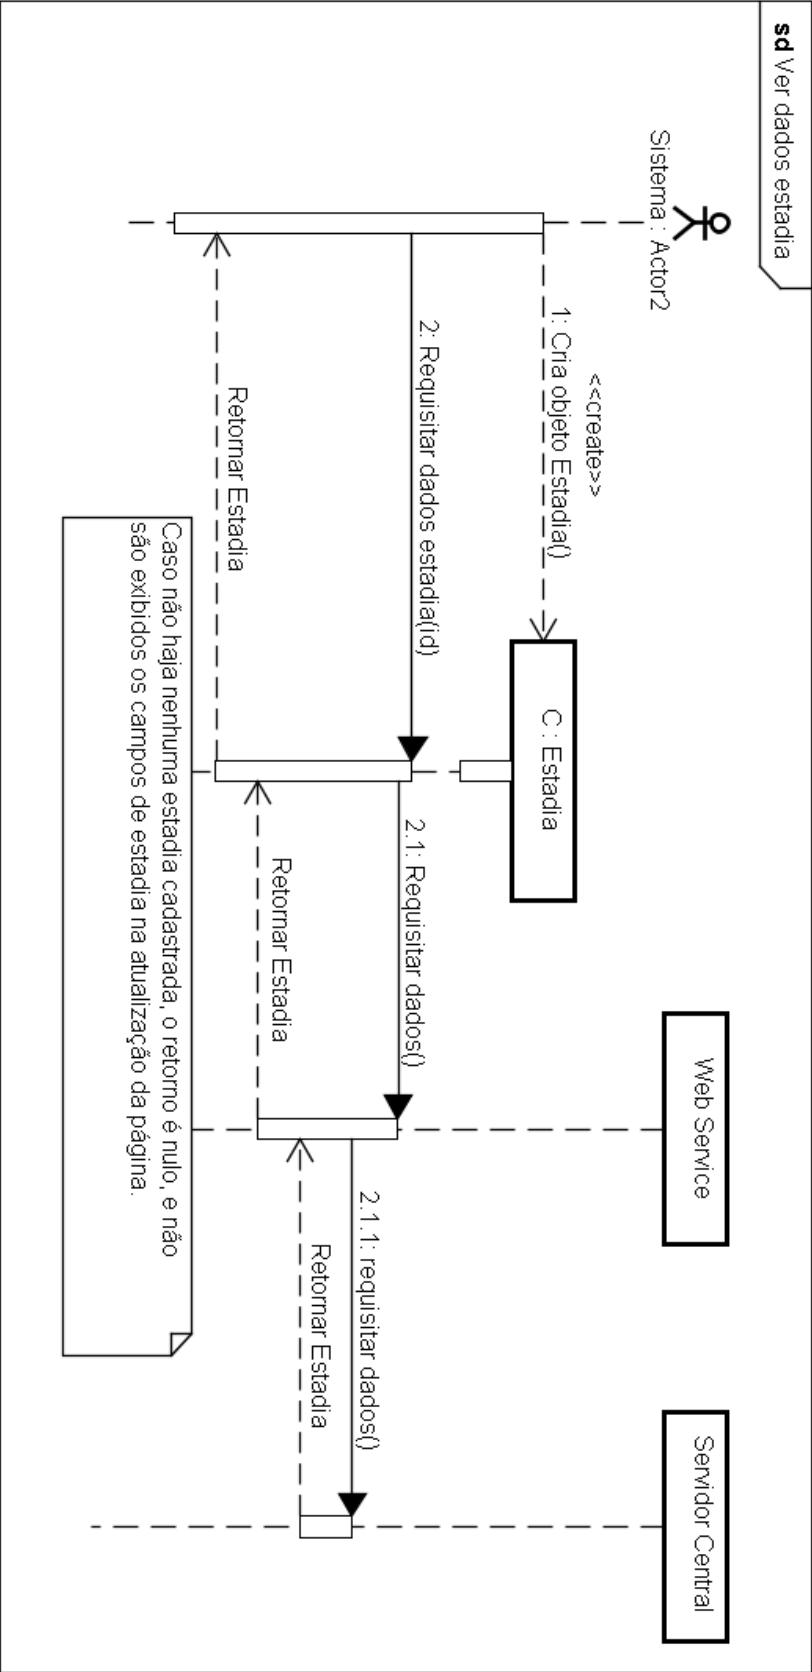 sd Ver dados estadia
Sistema : Actor2
Web Service
Servidor Central
<<create>>
1: Cria objeto Estadia()
C : Estadia
2: Requisitar dados estadia(id)
2.1: Requisitar dados()
2.1.1: requisitar dados()
Retornar Estadia
Retornar Estadia
Retornar Estadia
Caso não haja nenhuma estadia cadastrada, o retorno é nulo, e não
são exibidos os campos de estadia na atualização da página.